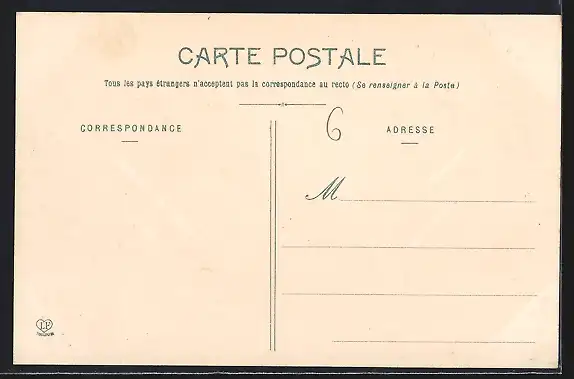 CARTE POSTALE
Tous les pays étrangers n'acceptent pas la correspondance au recto (Se renseigner à la Poste)
6
CORRESPONDANCE
ADRESSE
M
LF